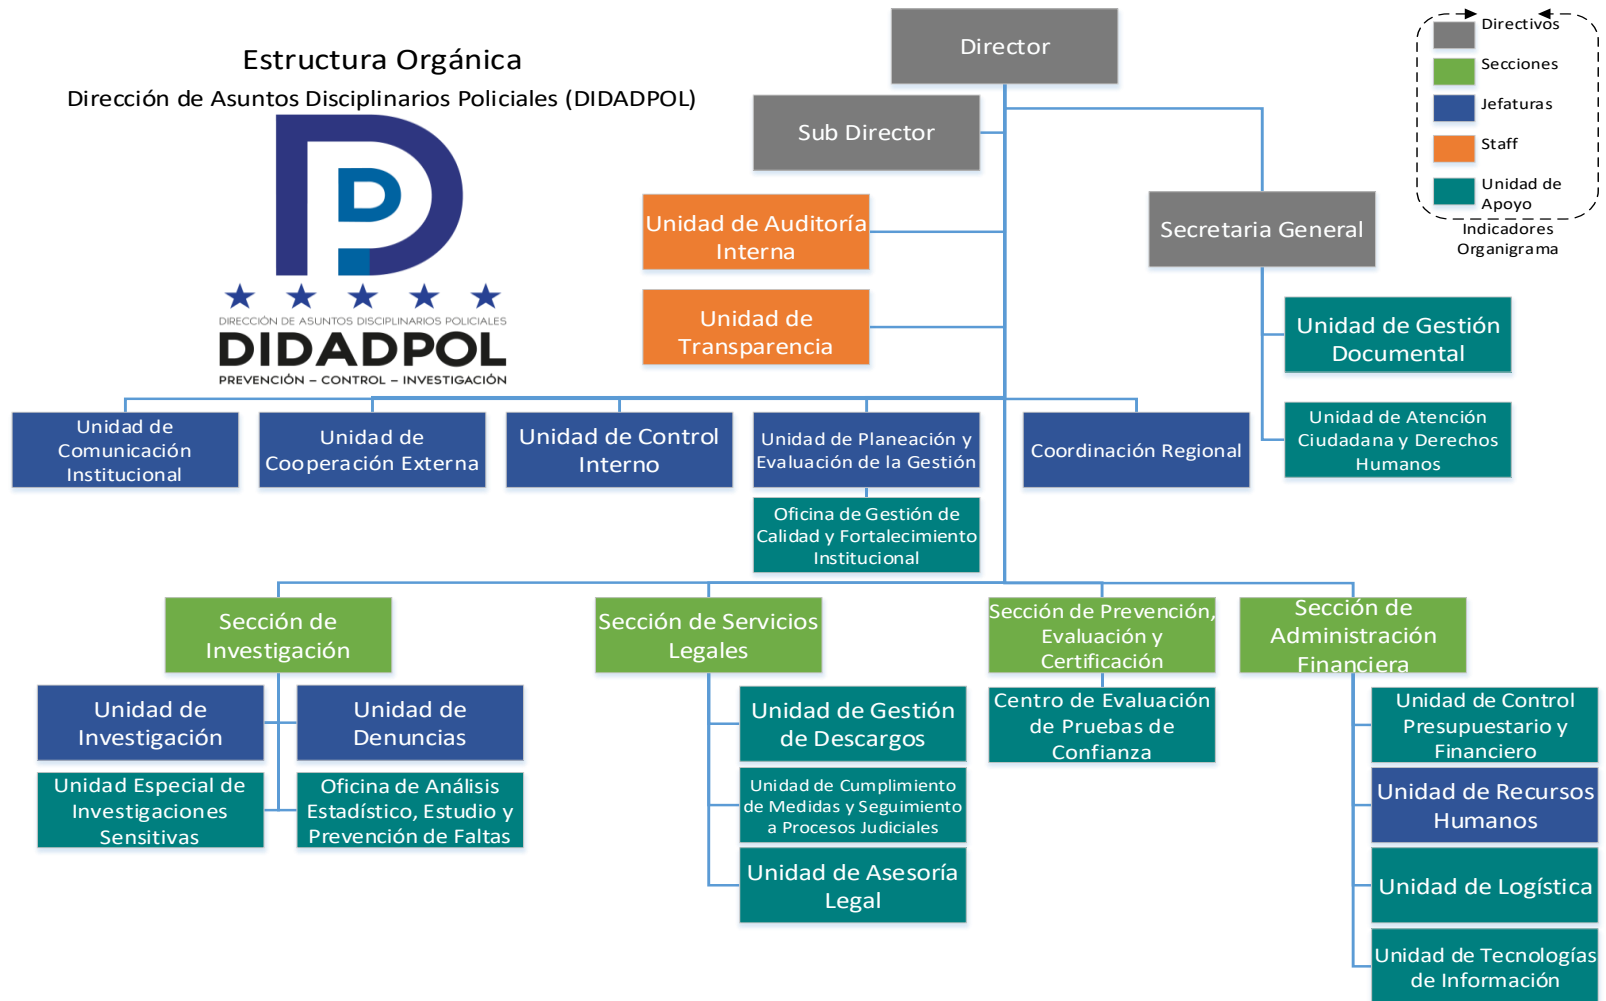 Estructura Orgánica
Dirección de Asuntos Disciplinarios Policiales (DIDADPOL)
DIRECCIÓN DE ASUNTOS DISCIPLINARIOS POLICIALES
DIDADPOL
PREVENCIÓN – CONTROL – INVESTIGACIÓN
Director
Sub Director
Directivos
Secciones
Jefaturas
Staff
Unidad de
Apoyo
Indicadores
Organigrama
Unidad de Auditoría
Interna
Secretaria General
Unidad de
Transparencia
Unidad de Gestión
Documental
Unidad de Atención
Ciudadana y Derechos
Humanos
Unidad de
Comunicación
Institucional
Unidad de
Cooperación Externa
Unidad de Control
Interno
Unidad de Planeación y
Evaluación de la Gestión
Coordinación Regional
Oficina de Gestión de
Calidad y Fortalecimiento
Institucional
Sección de
Investigación
Sección de Servicios
Legales
Sección de Prevención,
Evaluación y
Certificación
Sección de
Administración
Financiera
Unidad de
Investigación
Unidad de
Denuncias
Unidad Especial de
Investigaciones
Sensitivas
Oficina de Análisis
Estadístico, Estudio y
Prevención de Faltas
Unidad de Gestión
de Descargos
Unidad de Cumplimiento
de Medidas y Seguimiento
a Procesos Judiciales
Unidad de Asesoría
Legal
Centro de Evaluación
de Pruebas de
Confianza
Unidad de Control
Presupuestario y
Financiero
Unidad de Recursos
Humanos
Unidad de Logística
Unidad de Tecnologías
de Información